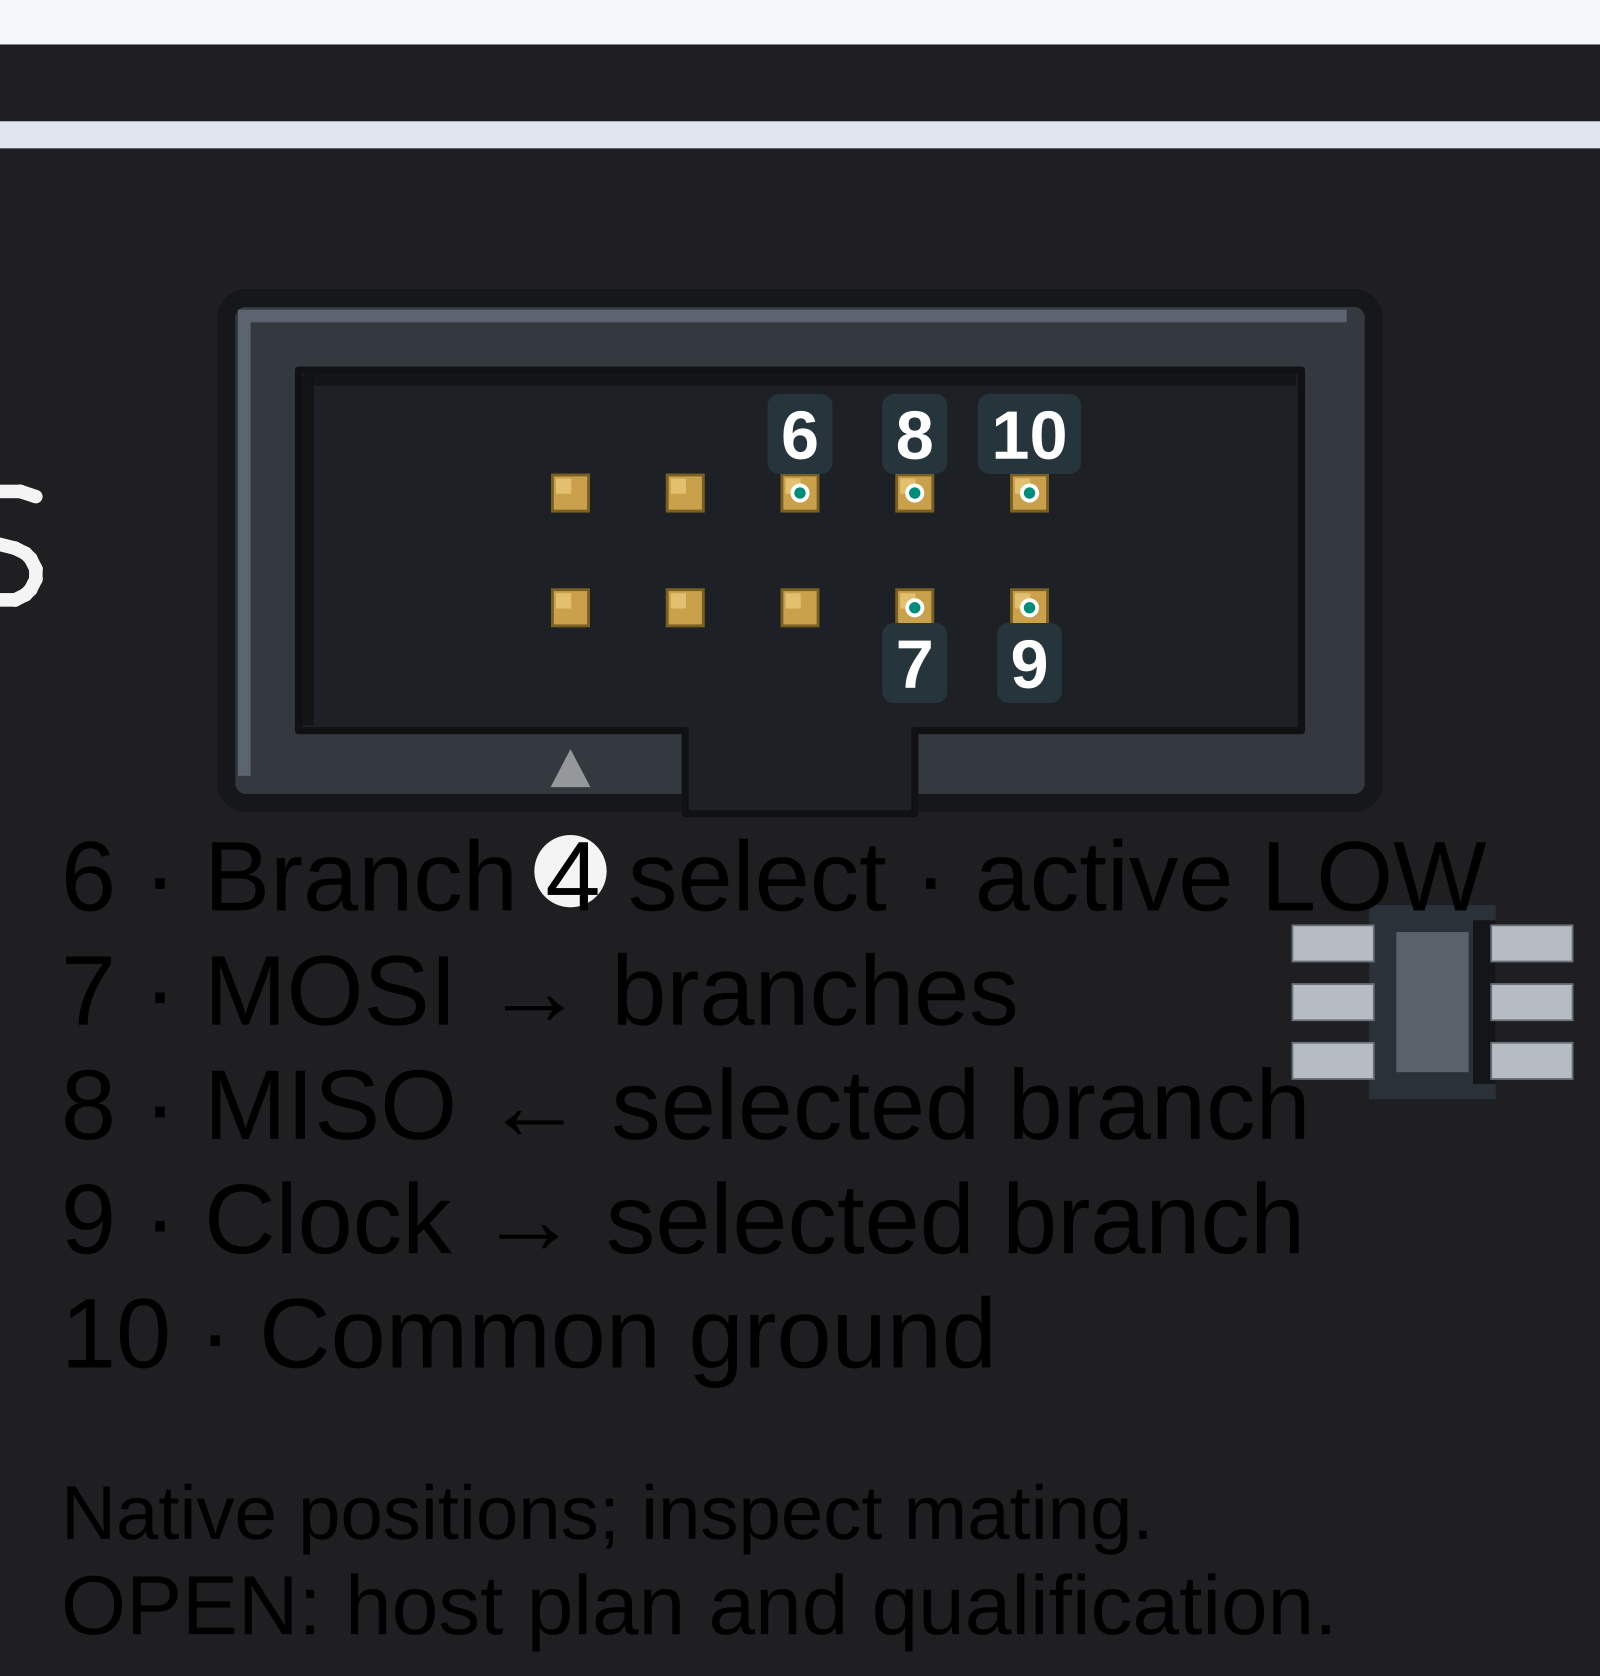 6 8 10
S
7 9
6 · Branch 4 select · active LOW
7 · MOSI → branches
8 · MISO ← selected branch
9 · Clock → selected branch
10 · Common ground
Native positions; inspect mating.
OPEN: host plan and qualification.